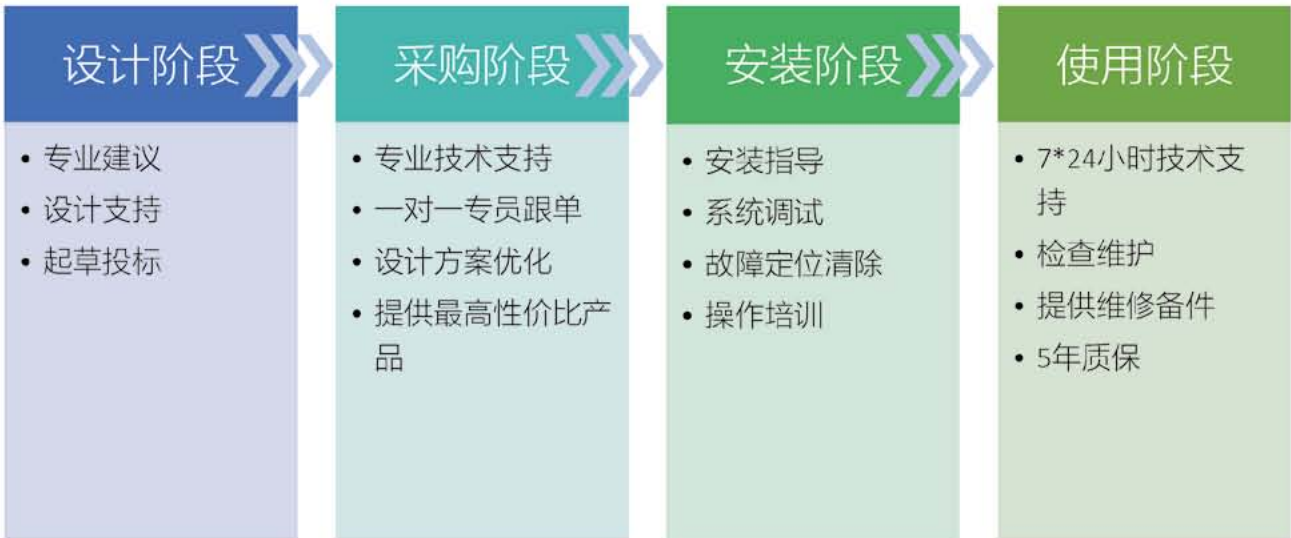 设计阶段
• 专业建议
• 设计支持
• 起草投标
采购阶段
• 专业技术支持
• 一对一专员跟单
• 设计方案优化
• 提供最高性价比产
品
安装阶段
• 安装指导
• 系统调试
• 故障定位清除
• 操作培训
使用阶段
• 7*24小时技术支
持
• 检查维护
• 提供维修备件
• 5年质保